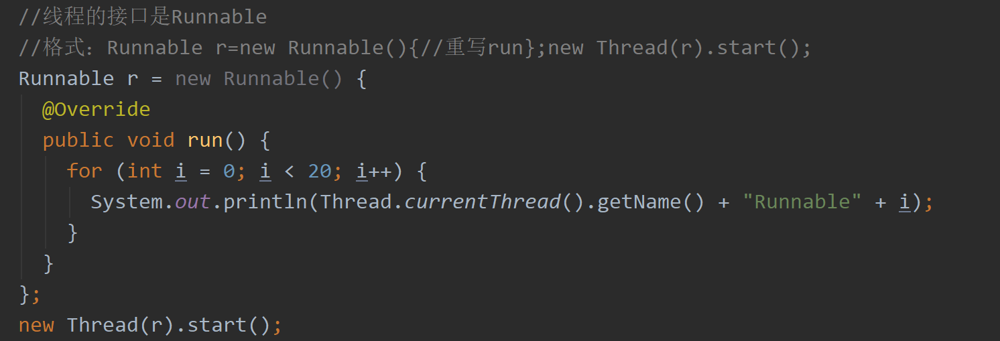 //线程的接口是Runnable
//格式：Runnable r=new Runnable(){//重写run};new Thread(r).start();
Runnable r = new Runnable() {
@Override
public void run() {
for (int i = 0; i < 20; i++) {
System.out.println(Thread.currentThread().getName() + "Runnable" + i);
}
}
};
new Thread(r).start();